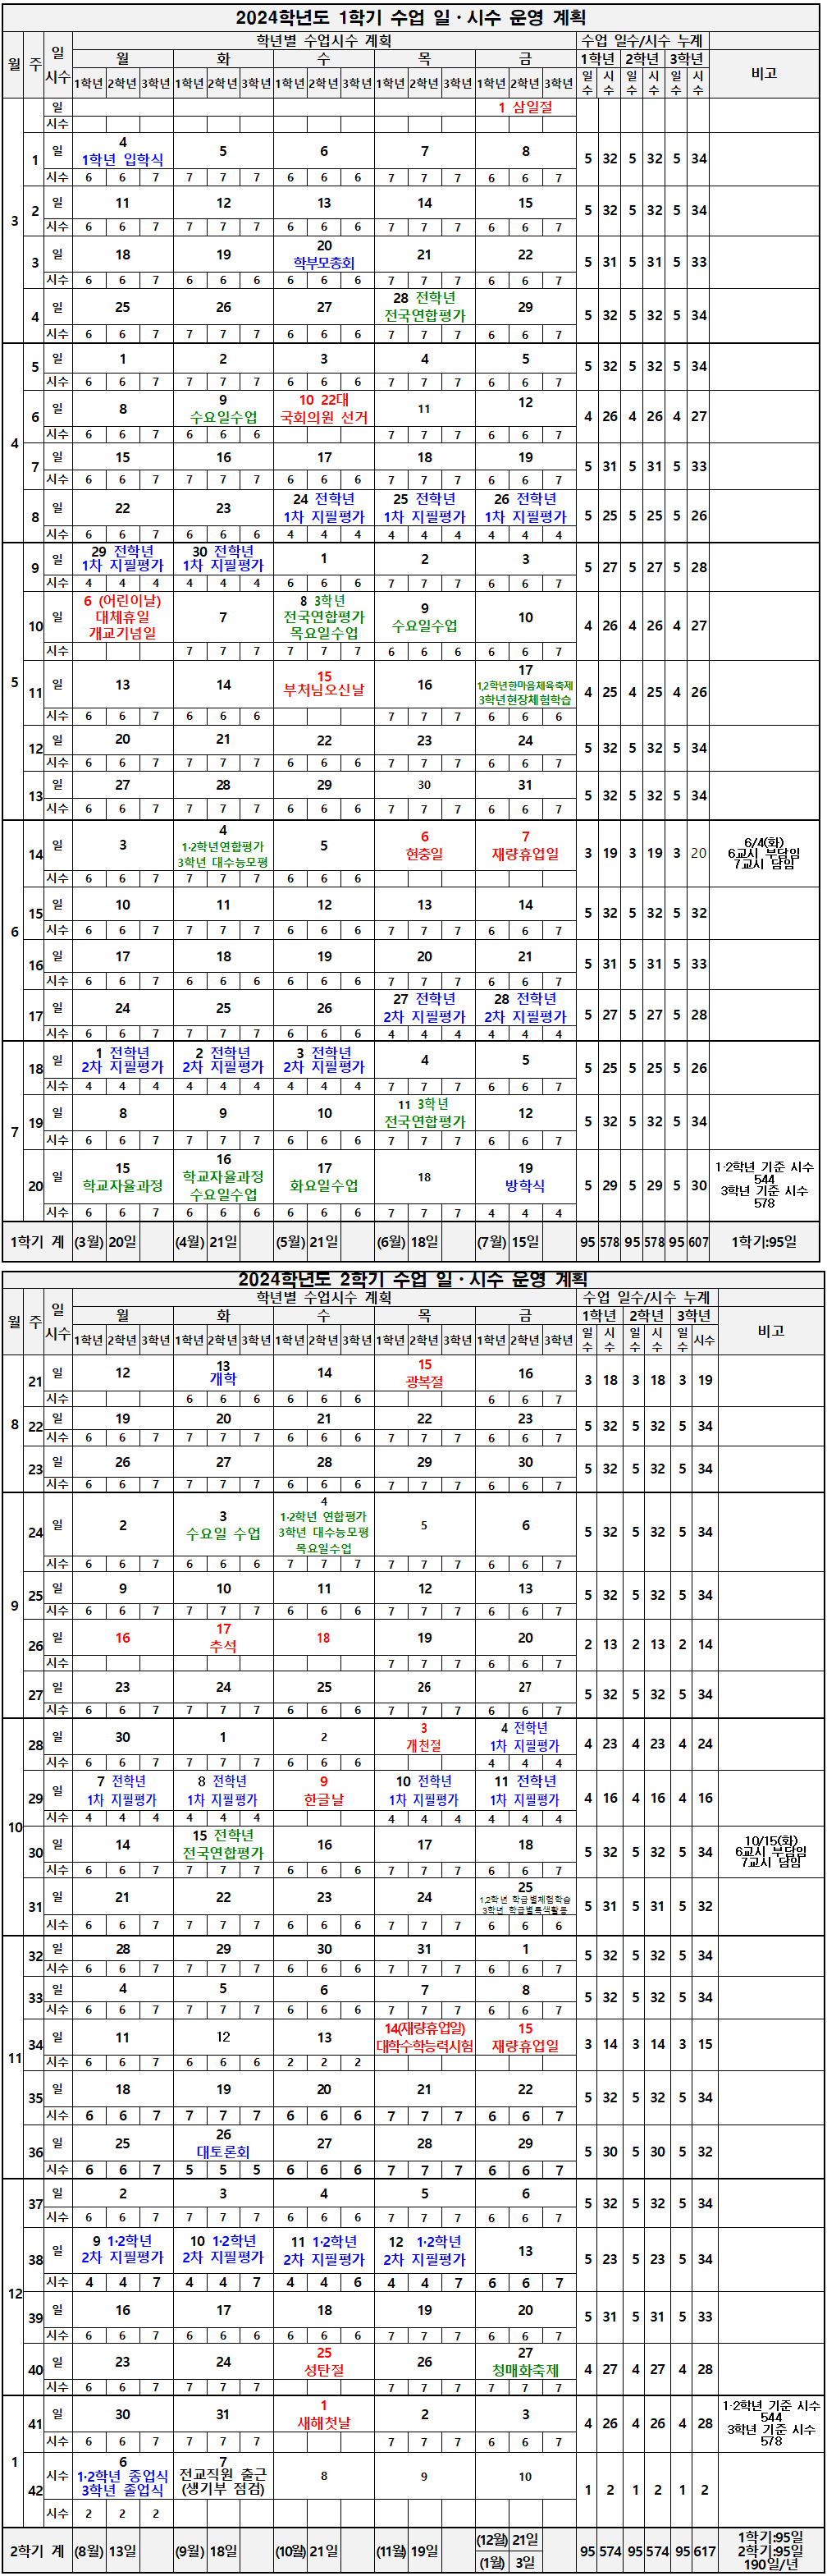 2024학년도 1학기 수업 일·시수 운영 계획
월 주 일 시수 학년별 수업시수 계획 수업 일수/시수 누계 비고
월 화 수 목 금 1학년 2학년 3학년
1학년 2학년 3학년 1학년 2학년 3학년 1학년 2학년 3학년 1학년 2학년 3학년 1학년 2학년 3학년 일수 시수 일수 시수 일수 시수
3
일 1 삼일절
시수
1 일 4 1학년 입학식 5 6 7 8 5 32 5 32 5 34
시수 6 6 7 7 7 7 6 6 6 7 7 7 6 6 7
2 일 11 12 13 14 15 5 32 5 32 5 34
시수 6 6 7 7 7 7 6 6 6 7 7 7 6 6 7
3 일 18 19 20 학부모총회 21 22 5 31 5 31 5 33
시수 6 6 7 6 6 6 6 6 6 7 7 7 6 6 7
4 일 25 26 27 28 전학년 전국연합평가 29 5 32 5 32 5 34
시수 6 6 7 7 7 7 6 6 6 7 7 7 6 6 7
4
5 일 1 2 3 4 5 5 32 5 32 5 34
시수 6 6 7 7 7 7 6 6 6 7 7 7 6 6 7
6 일 8 9 수요일수업 10 22대 국회의원 선거 11 12 4 26 4 26 4 27
시수 6 6 7 6 6 6 7 7 7 6 6 7
7 일 15 16 17 18 19 5 31 5 31 5 33
시수 6 6 7 7 7 7 6 6 6 7 7 7 6 6 7
8 일 22 23 24 전학년 1차 지필평가 25 전학년 1차 지필평가 26 전학년 1차 지필평가 5 25 5 25 5 26
시수 6 6 7 6 6 6 4 4 4 4 4 4 4 4 4
5
9 일 29 전학년 1차 지필평가 30 전학년 1차 지필평가 1 2 3 5 27 5 27 5 28
시수 4 4 4 4 4 4 6 6 6 7 7 7 6 6 7
10 일 6 (어린이날) 대체휴일 개교기념일 7 8 3학년 전국연합평가 목요일수업 9 수요일수업 10 4 26 4 26 4 27
시수 7 7 7 7 7 7 6 6 6 6 6 7
11 일 13 14 15 부처님오신날 16 17 1,2학년한마음체육축제 3학년현장체험학습 4 25 4 25 4 26
시수 6 6 7 6 6 6 7 7 7 6 6 6
12 일 20 21 22 23 24 5 32 5 32 5 34
시수 6 6 7 7 7 7 6 6 6 7 7 7 6 6 7
13 일 27 28 29 30 31 5 32 5 32 5 34
시수 6 6 7 7 7 7 6 6 6 7 7 7 6 6 7
6
14 일 3 4 1·2학년연합평가 3학년 대수능모평 5 6 현충일 7 재량휴업일 3 19 3 19 3 20 6/4(화) 6교시 부담임 7교시 담임
시수 6 6 7 7 7 7 6 6 6
15 일 10 11 12 13 14 5 32 5 32 5 32
시수 6 6 7 7 7 7 6 6 6 7 7 7 6 6 7
16 일 17 18 19 20 21 5 31 5 31 5 33
시수 6 6 7 6 6 6 6 6 6 7 7 7 6 6 7
17 일 24 25 26 27 전학년 2차 지필평가 28 전학년 2차 지필평가 5 27 5 27 5 28
시수 6 6 7 7 7 7 6 6 6 4 4 4 4 4 4
7
18 일 1 전학년 2차 지필평가 2 전학년 2차 지필평가 3 전학년 2차 지필평가 4 5 5 25 5 25 5 26
시수 4 4 4 4 4 4 4 4 4 7 7 7 6 6 7
19 일 8 9 10 11 3학년 전국연합평가 12 5 32 5 32 5 34
시수 6 6 7 7 7 7 6 6 6 7 7 7 6 6 7
20 일 15 학교자율과정 16 학교자율과정 수요일수업 17 화요일수업 18 19 방학식 5 29 5 29 5 30 1·2학년 기준 시수 544 3학년 기준 시수 578
시수 6 6 7 6 6 6 6 6 6 7 7 7 4 4 4
1학기 계 (3월) 20일 (4월) 21일 (5월) 21일 (6월) 18일 (7월) 15일 95 578 95 578 95 607 1학기:95일
2024학년도 2학기 수업 일·시수 운영 계획
월 주 일 시수 학년별 수업시수 계획 수업 일수/시수 누계 비고
월 화 수 목 금 1학년 2학년 3학년
1학년 2학년 3학년 1학년 2학년 3학년 1학년 2학년 3학년 1학년 2학년 3학년 1학년 2학년 3학년 일수 시수 일수 시수 일수 시수
8
21 일 12 13 개학 14 15 광복절 16 3 18 3 18 3 19
시수 6 6 6 6 6 6 6 6 7
22 일 19 20 21 22 23 5 32 5 32 5 34
시수 6 6 7 7 7 7 6 6 6 7 7 7 6 6 7
23 일 26 27 28 29 30 5 32 5 32 5 34
시수 6 6 7 7 7 7 6 6 6 7 7 7 6 6 7
9
24 일 2 3 수요일 수업 4 1·2학년 연합평가 3학년 대수능모평 목요일수업 5 6 5 32 5 32 5 34
시수 6 6 7 6 6 6 7 7 7 7 7 7 6 6 7
25 일 9 10 11 12 13 5 32 5 32 5 34
시수 6 6 7 7 7 7 6 6 6 7 7 7 6 6 7
26 일 16 17 추석 18 19 20 2 13 2 13 2 14
시수 7 7 7 6 6 7
27 일 23 24 25 26 27 5 32 5 32 5 34
시수 6 6 7 7 7 7 6 6 6 7 7 7 6 6 7
10
28 일 30 1 2 3 개천절 4 전학년 1차 지필평가 4 23 4 23 4 24
시수 6 6 7 7 7 7 6 6 6 4 4 4
29 일 7 전학년 1차 지필평가 8 전학년 1차 지필평가 9 한글날 10 전학년 1차 지필평가 11 전학년 1차 지필평가 4 16 4 16 4 16
시수 4 4 4 4 4 4 4 4 4 4 4 4
30 일 14 15 전학년 전국연합평가 16 17 18 5 32 5 32 5 34 10/15(화) 6교시 부담임 7교시 담임
시수 6 6 7 7 7 7 6 6 6 7 7 7 6 6 7
31 일 21 22 23 24 25 1,2학년 학급별체험학습 3학년 학급별특색활동 5 31 5 31 5 32
시수 6 6 7 7 7 7 6 6 6 7 7 7 6 6 6
11
32 일 28 29 30 31 1 5 32 5 32 5 34
시수 6 6 7 7 7 7 6 6 6 7 7 7 6 6 7
33 일 4 5 6 7 8 5 32 5 32 5 34
시수 6 6 7 7 7 7 6 6 6 7 7 7 6 6 7
34 일 11 12 13 14(재량휴업일) 대학수학능력시험 15 재량휴업일 3 14 3 14 3 15
시수 6 6 7 6 6 6 2 2 2
35 일 18 19 20 21 22 5 32 5 32 5 34
시수 6 6 7 7 7 7 6 6 6 7 7 7 6 6 7
36 일 25 26 대토론회 27 28 29 5 30 5 30 5 32
시수 6 6 7 5 5 5 6 6 6 7 7 7 6 6 7
12
37 일 2 3 4 5 6 5 32 5 32 5 34
시수 6 6 7 7 7 7 6 6 6 7 7 7 6 6 7
38 일 9 1·2학년 2차 지필평가 10 1·2학년 2차 지필평가 11 1·2학년 2차 지필평가 12 1·2학년 2차 지필평가 13 5 23 5 23 5 34
시수 4 4 7 4 4 7 4 4 6 4 4 7 6 6 7
39 일 16 17 18 19 20 5 31 5 31 5 33
시수 6 6 7 6 6 6 6 6 6 7 7 7 6 6 7
40 일 23 24 25 성탄절 26 27 청매화축제 4 27 4 27 4 28
시수 6 6 7 7 7 7 7 7 7 7 7 7
1
41 일 30 31 1 새해첫날 2 3 4 26 4 26 4 28 1·2학년 기준 시수 544 3학년 기준 시수 578
시수 6 6 7 7 7 7 7 7 7 6 6 7
42 시수 6 1·2학년 종업식 3학년 졸업식 7 전교직원 출근 (생기부 점검) 8 9 10 1 2 1 2 1 2
시수 2 2 2
2학기 계 (8월) 13일 (9월) 18일 (10월) 21일 (11월) 19일 (12월) 21일 (1월) 3일 95 574 95 574 95 617 1학기:95일 2학기:95일 190일/년